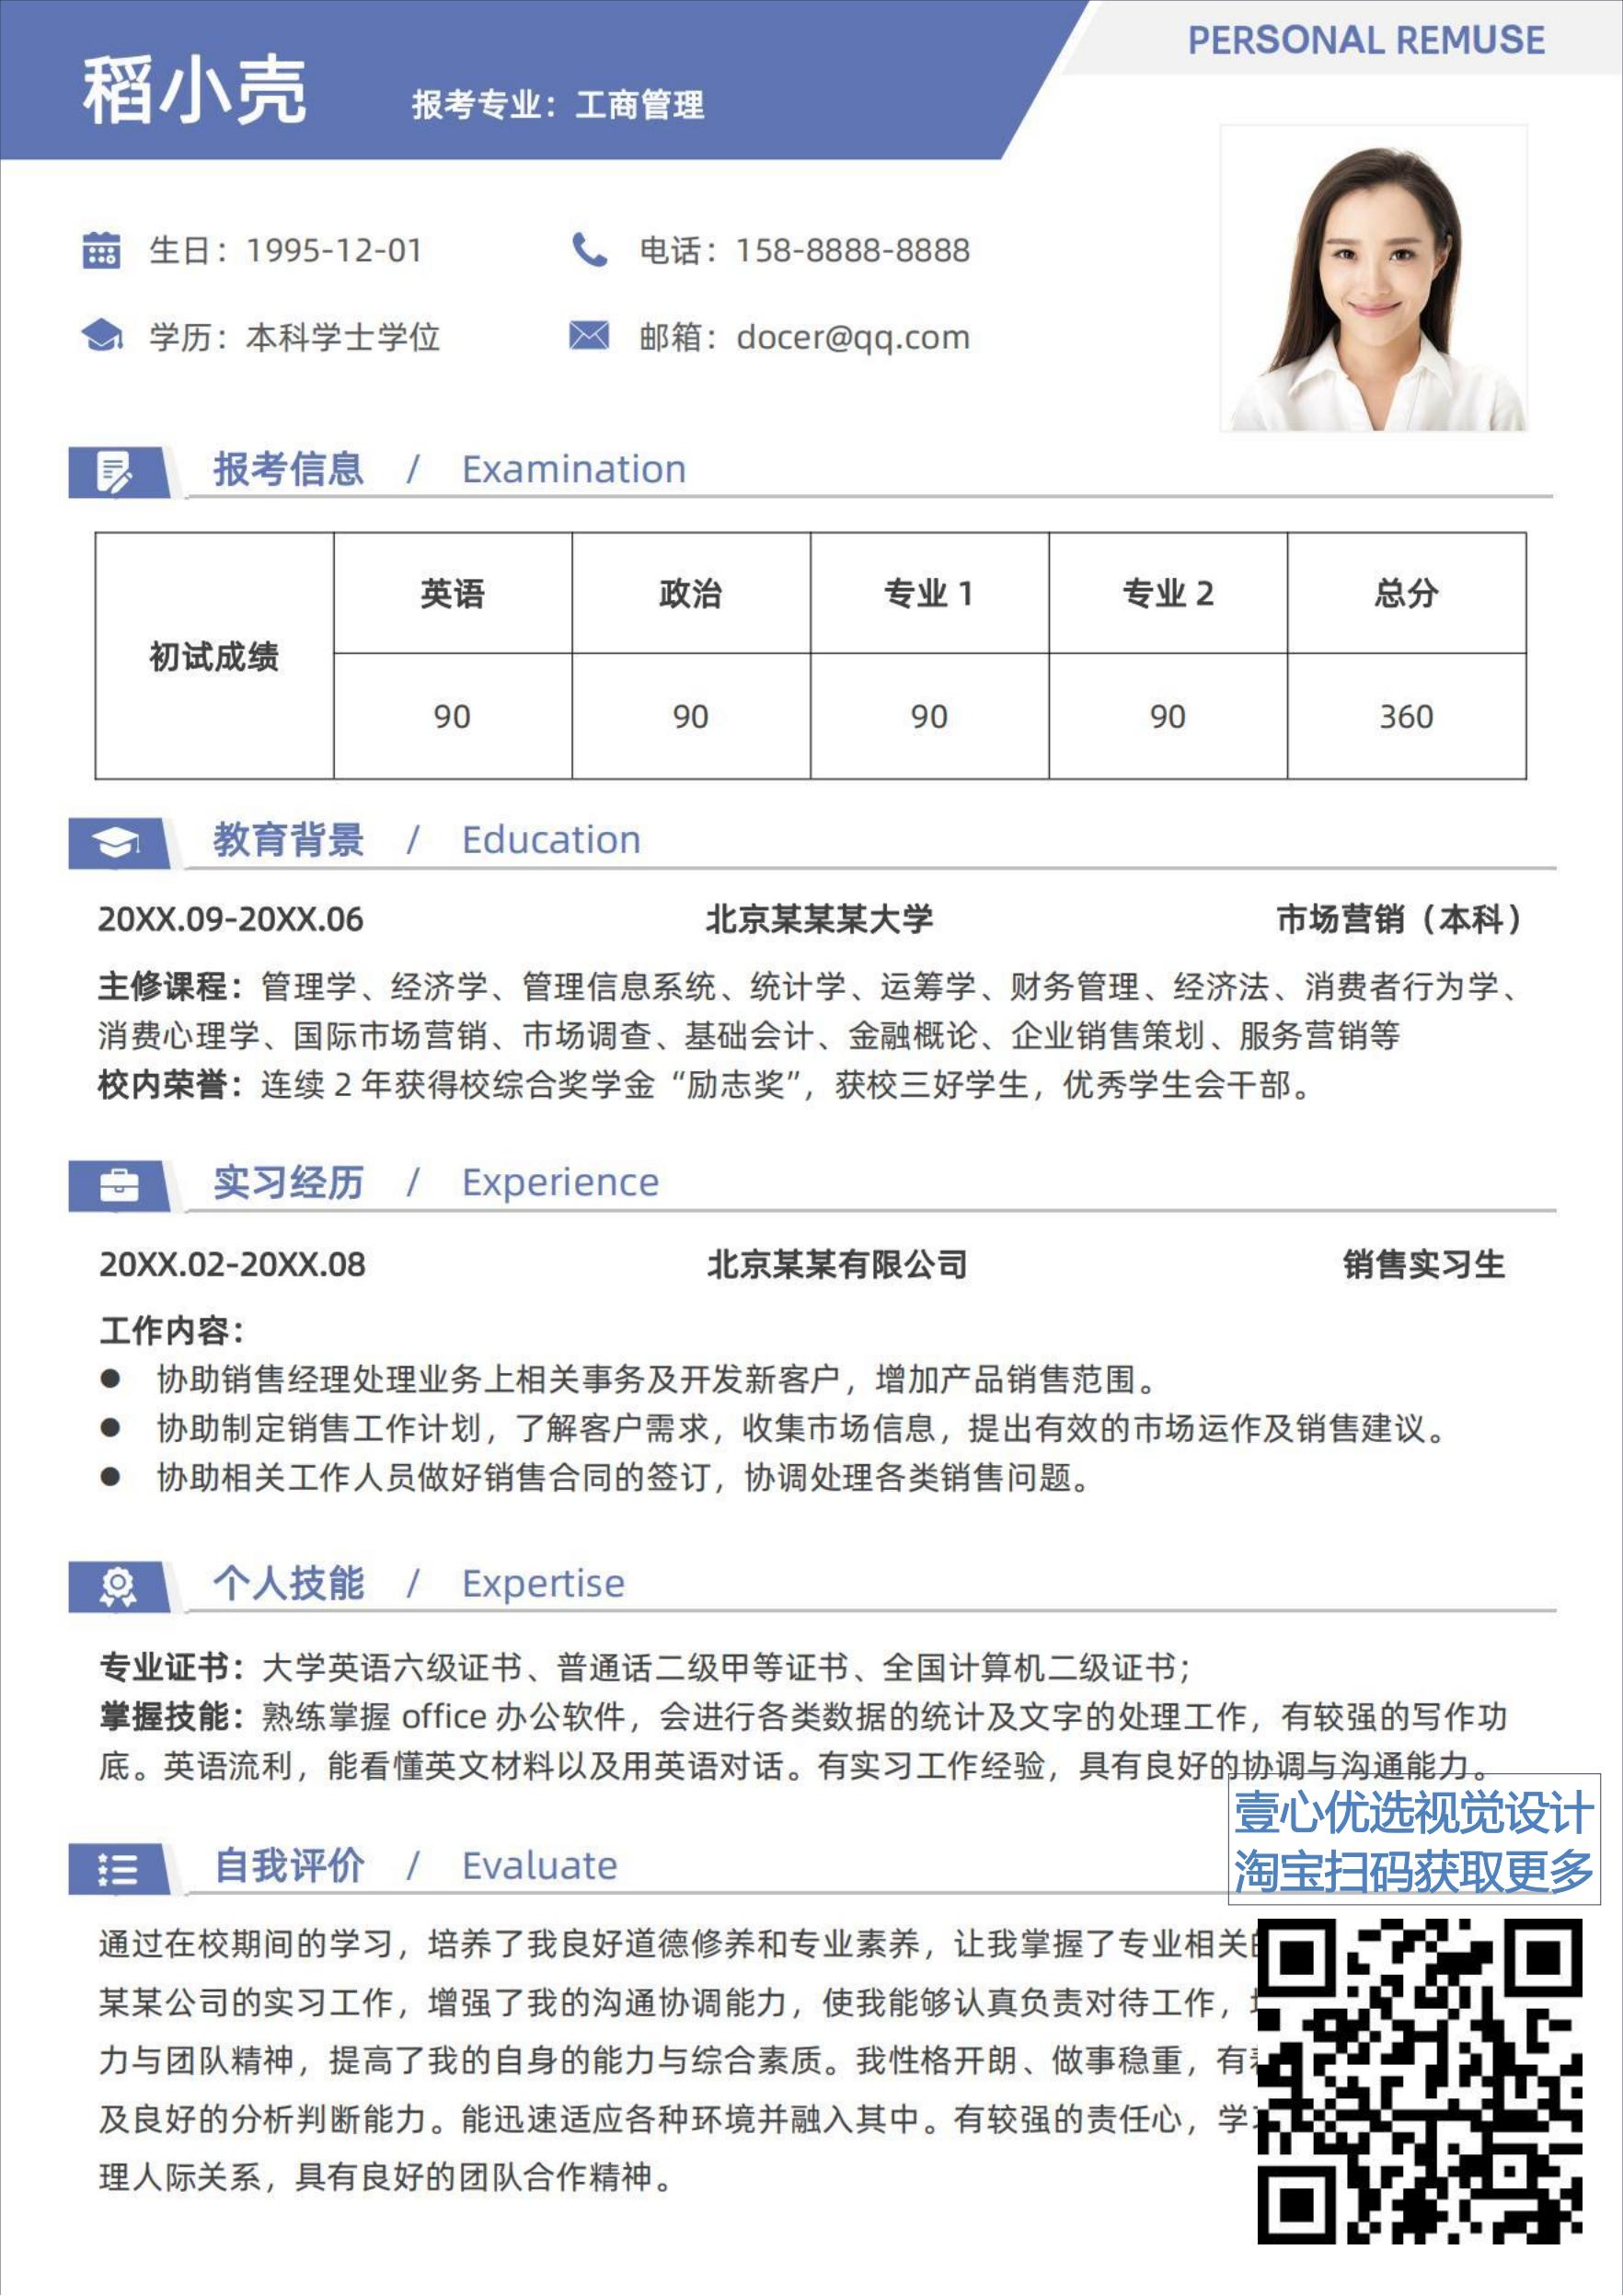 PERSONAL REMUSE
稻小壳 报考专业：工商管理
生日：1995-12-01 电话：158-8888-8888
学历：本科学士学位 邮箱：docer@qq.com
报考信息 / Examination
初试成绩 英语 政治 专业 1 专业 2 总分
90 90 90 90 360
教育背景 / Education
20XX.09-20XX.06 北京某某某大学 市场营销（本科）
主修课程：管理学、经济学、管理信息系统、统计学、运筹学、财务管理、经济法、消费者行为学、
消费心理学、国际市场营销、市场调查、基础会计、金融概论、企业销售策划、服务营销等
校内荣誉：连续 2 年获得校综合奖学金“励志奖”，获校三好学生，优秀学生会干部。
实习经历 / Experience
20XX.02-20XX.08 北京某某有限公司 销售实习生
工作内容：
● 协助销售经理处理业务上相关事务及开发新客户，增加产品销售范围。
● 协助制定销售工作计划，了解客户需求，收集市场信息，提出有效的市场运作及销售建议。
● 协助相关工作人员做好销售合同的签订，协调处理各类销售问题。
个人技能 / Expertise
专业证书：大学英语六级证书、普通话二级甲等证书、全国计算机二级证书；
掌握技能：熟练掌握 office 办公软件，会进行各类数据的统计及文字的处理工作，有较强的写作功
底。英语流利，能看懂英文材料以及用英语对话。有实习工作经验，具有良好的协调与沟通能力。
壹心优选视觉设计
淘宝扫码获取更多
自我评价 / Evaluate
通过在校期间的学习，培养了我良好道德修养和专业素养，让我掌握了专业相关
某某公司的实习工作，增强了我的沟通协调能力，使我能够认真负责对待工作，
力与团队精神，提高了我的自身的能力与综合素质。我性格开朗、做事稳重，有
及良好的分析判断能力。能迅速适应各种环境并融入其中。有较强的责任心，学
理人际关系，具有良好的团队合作精神。